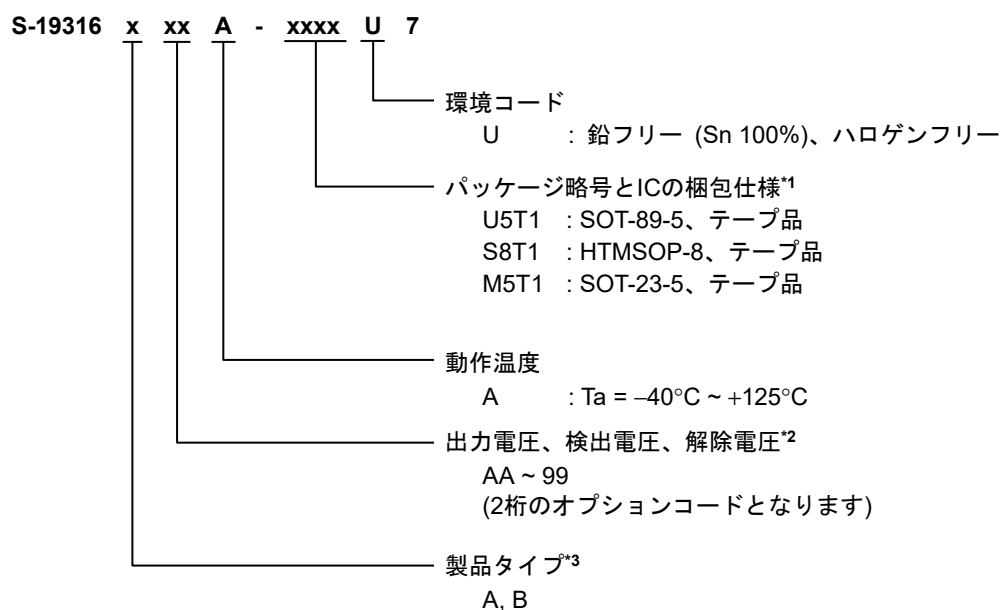 S-19316 x xx A - xxxx U 7
環境コード
U : 鉛フリー (Sn 100%)、ハロゲンフリー
パッケージ略号とICの梱包仕様*1
U5T1 : SOT-89-5、テープ品
S8T1 : HTMSOP-8、テープ品
M5T1 : SOT-23-5、テープ品
動作温度
A : Ta = −40°C ~ +125°C
出力電圧、検出電圧、解除電圧*2
AA ~ 99
(2桁のオプションコードとなります)
製品タイプ*3
A, B